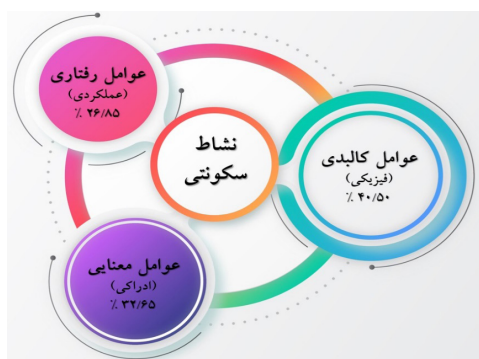 عوامل رفتاری
(عملکردی)
٪ ۲۶/۸۵
نشاط
سکونتی
عوامل کالبدی
(فیزیکی)
٪ ۴۰/۵۰
عوامل معنایی
(ادراکی)
٪ ۳۲/۶۵